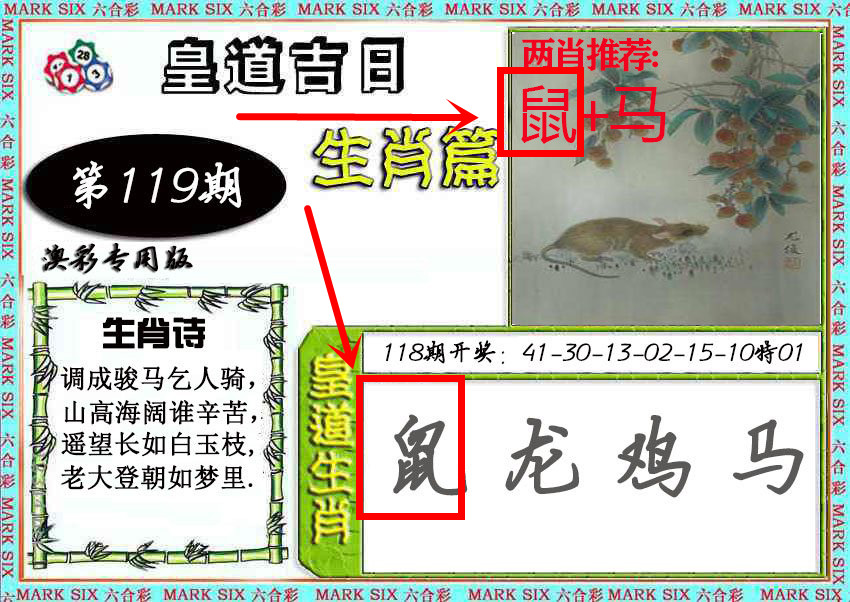 MARK SIX 六合彩 MARK SIX 六合彩 MARK SIX 六合彩 MARK SIX 六合彩 MARK SIX 六合彩 MARK SIX 六合彩
皇道吉日
两肖推荐:
鼠+马
生肖篇
第119期
澳彩专用版
生肖诗
调成骏马乞人骑，
山高海阔谁辛苦，
遥望长如白玉枝，
老大登朝如梦里.
118期开奖：41-30-13-02-15-10特01
皇道生肖
鼠 龙 鸡 马
MARK SIX 六合彩 MARK SIX 六合彩 MARK SIX 六合彩 MARK SIX 六合彩 MARK SIX 六合彩